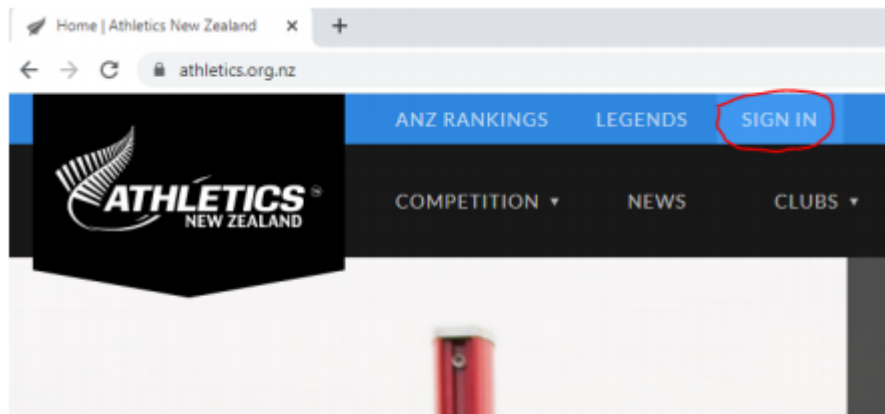 Home | Athletics New Zealand
athletics.org.nz
ANZ RANKINGS LEGENDS SIGN IN
ATHLETICS
NEW ZEALAND
COMPETITION NEWS CLUBS